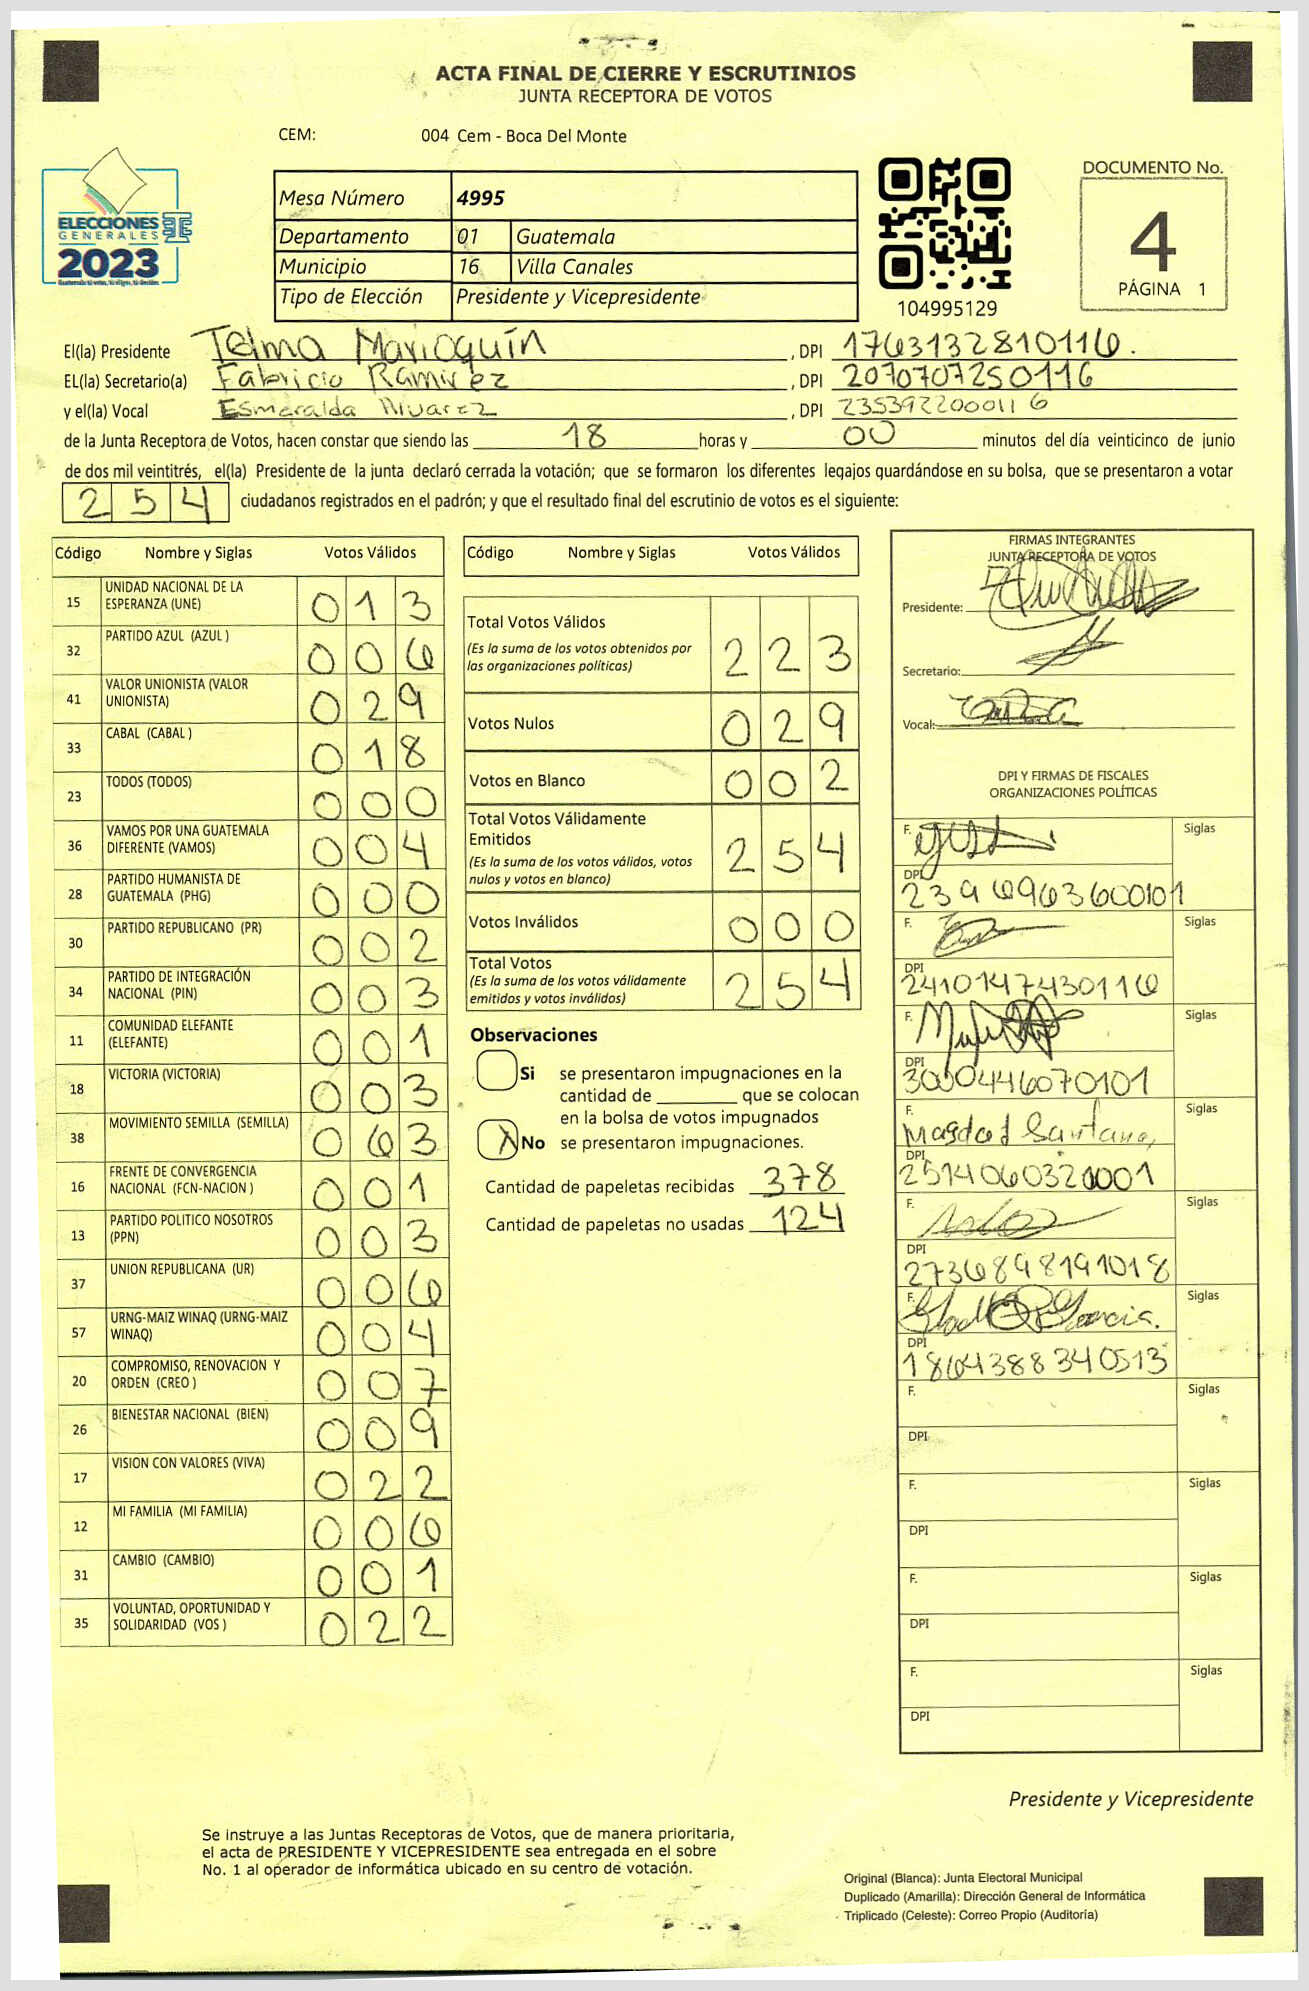 ACTA FINAL DE CIERRE Y ESCRUTINIOS
JUNTA RECEPTORA DE VOTOS
CEM: 004 Cem - Boca Del Monte
ELECCIONES
GENERALES
2023
Mesa Número 4995
Departamento 01 Guatemala
Municipio 16 Villa Canales
Tipo de Elección Presidente y Vicepresidente
104995129
DOCUMENTO No.
4
PÁGINA 1
El(la) Presidente Telma Marioquín , DPI 1763132810116.
EL(la) Secretario(a) Fabricio Ramirez , DPI 2070707250116
y el(la) Vocal Esmeralda Alvarez , DPI 2353922000116
de la Junta Receptora de Votos, hacen constar que siendo las 18 horas y 00 minutos del día veinticinco de junio
de dos mil veintitrés, el(la) Presidente de la junta declaró cerrada la votación; que se formaron los diferentes legajos guardándose en su bolsa, que se presentaron a votar
254 ciudadanos registrados en el padrón; y que el resultado final del escrutinio de votos es el siguiente:
Código Nombre y Siglas Votos Válidos
15 UNIDAD NACIONAL DE LA
ESPERANZA (UNE) 013
32 PARTIDO AZUL (AZUL ) 006
41 VALOR UNIONISTA (VALOR
UNIONISTA) 029
33 CABAL (CABAL ) 018
23 TODOS (TODOS) 000
36 VAMOS POR UNA GUATEMALA
DIFERENTE (VAMOS) 004
28 PARTIDO HUMANISTA DE
GUATEMALA (PHG) 000
30 PARTIDO REPUBLICANO (PR) 002
34 PARTIDO DE INTEGRACIÓN
NACIONAL (PIN) 003
11 COMUNIDAD ELEFANTE
(ELEFANTE) 001
18 VICTORIA (VICTORIA) 003
38 MOVIMIENTO SEMILLA (SEMILLA) 063
16 FRENTE DE CONVERGENCIA
NACIONAL (FCN-NACION ) 001
13 PARTIDO POLITICO NOSOTROS
(PPN) 003
37 UNION REPUBLICANA (UR) 006
57 URNG-MAIZ WINAQ (URNG-MAIZ
WINAQ) 004
20 COMPROMISO, RENOVACION Y
ORDEN (CREO ) 007
26 BIENESTAR NACIONAL (BIEN) 009
17 VISION CON VALORES (VIVA) 022
12 MI FAMILIA (MI FAMILIA) 006
31 CAMBIO (CAMBIO) 001
35 VOLUNTAD, OPORTUNIDAD Y
SOLIDARIDAD (VOS ) 022
Código Nombre y Siglas Votos Válidos
Total Votos Válidos
(Es la suma de los votos obtenidos por
las organizaciones políticas) 223
Votos Nulos 029
Votos en Blanco 002
Total Votos Válidamente
Emitidos
(Es la suma de los votos válidos, votos
nulos y votos en blanco) 254
Votos Inválidos 000
Total Votos
(Es la suma de los votos válidamente
emitidos y votos inválidos) 254
Observaciones
Si se presentaron impugnaciones en la
cantidad de ________ que se colocan
en la bolsa de votos impugnados
X No se presentaron impugnaciones.
Cantidad de papeletas recibidas 378
Cantidad de papeletas no usadas 124
FIRMAS INTEGRANTES
JUNTA RECEPTORA DE VOTOS
Presidente:
Secretario:
Vocal:
DPI Y FIRMAS DE FISCALES
ORGANIZACIONES POLÍTICAS
F. Siglas
DPI
2396963600101
F. Siglas
DPI
2410147430116
F. Siglas
DPI
3000446070101
F. Siglas
DPI
F. Siglas
DPI
2736898191018
F. Garcia. Siglas
DPI
1864388340513
F. Siglas
DPI
F. Siglas
DPI
F. Siglas
DPI
F. Siglas
DPI
Presidente y Vicepresidente
Se instruye a las Juntas Receptoras de Votos, que de manera prioritaria,
el acta de PRESIDENTE Y VICEPRESIDENTE sea entregada en el sobre
No. 1 al operador de informática ubicado en su centro de votación.
Original (Blanca): Junta Electoral Municipal
Duplicado (Amarilla): Dirección General de Informática
Triplicado (Celeste): Correo Propio (Auditoría)